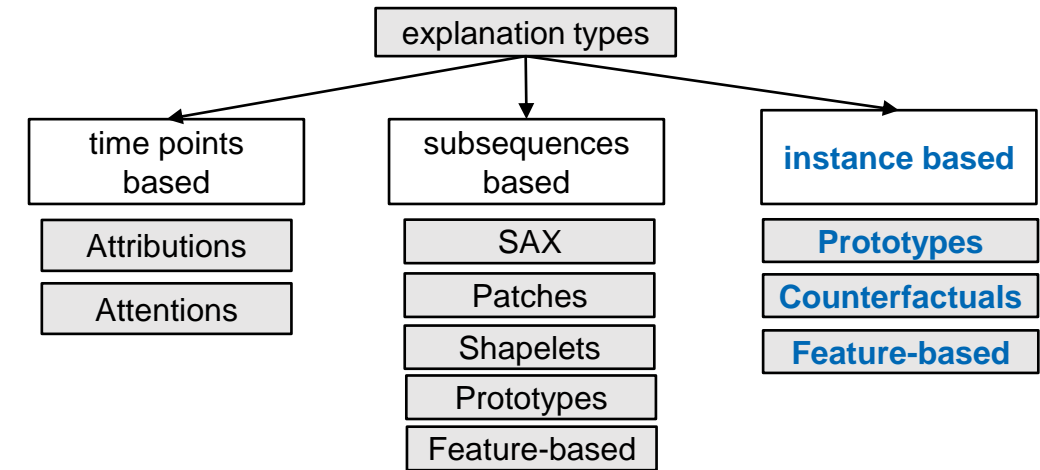 explanation types
time points
based
Attributions
Attentions
subsequences
based
SAX
Patches
Shapelets
Prototypes
Feature-based
instance based
Prototypes
Counterfactuals
Feature-based